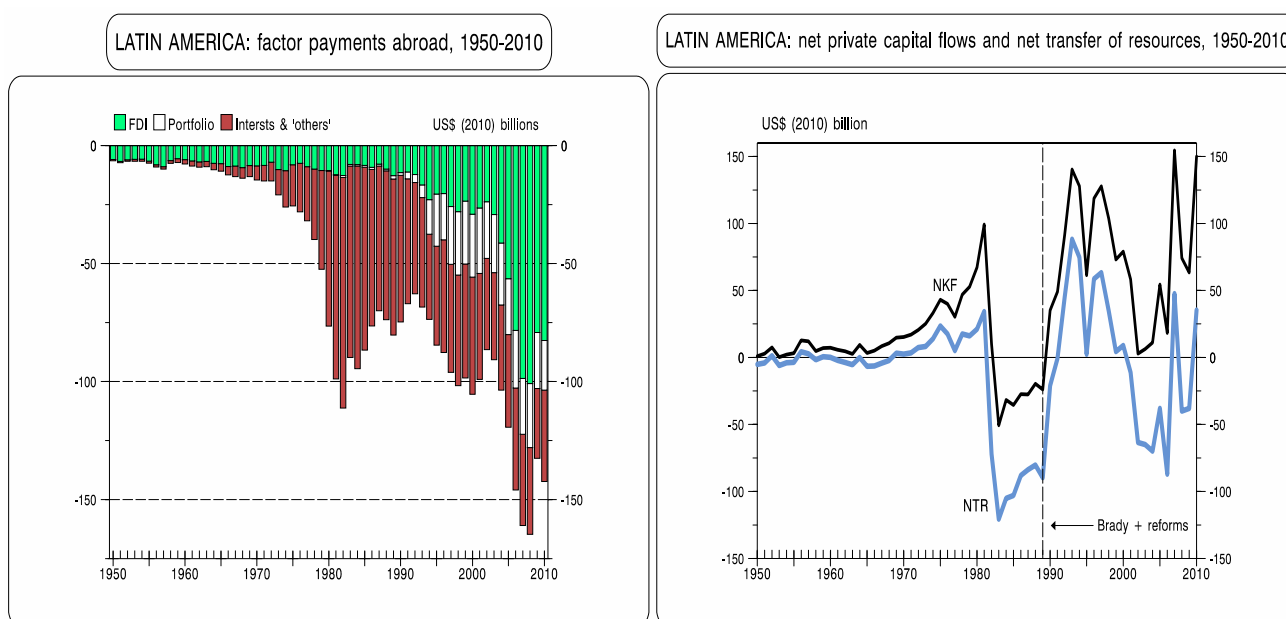 LATIN AMERICA: factor payments abroad, 1950-2010
FDI Portfolio Intersts & 'others' US$ (2010) billions
0 0
-50 -50
-100 -100
-150 -150
1950 1960 1970 1980 1990 2000 2010
LATIN AMERICA: net private capital flows and net transfer of resources, 1950-2010
US$ (2010) billion
150 150
100 100
50 50
NKF
0 0
-50 -50
-100 -100
NTR
Brady + reforms
-150 -150
1950 1960 1970 1980 1990 2000 2010